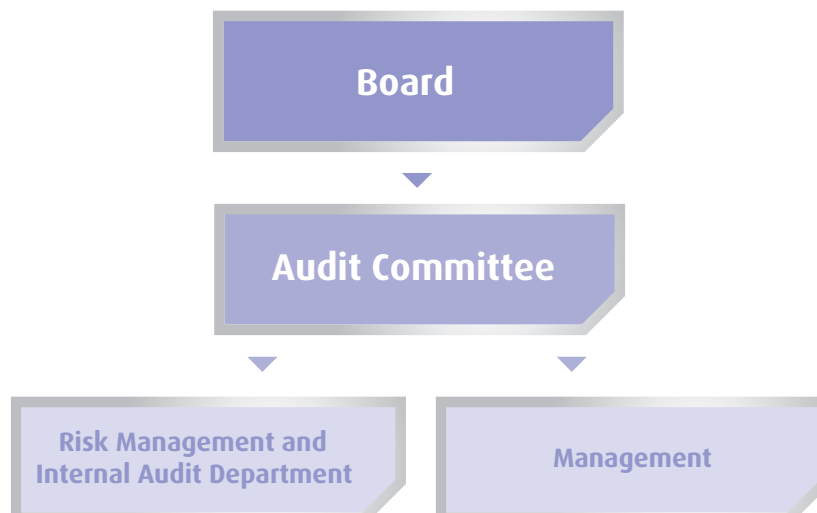 Board
Audit Committee
Risk Management and
Internal Audit Department
Management